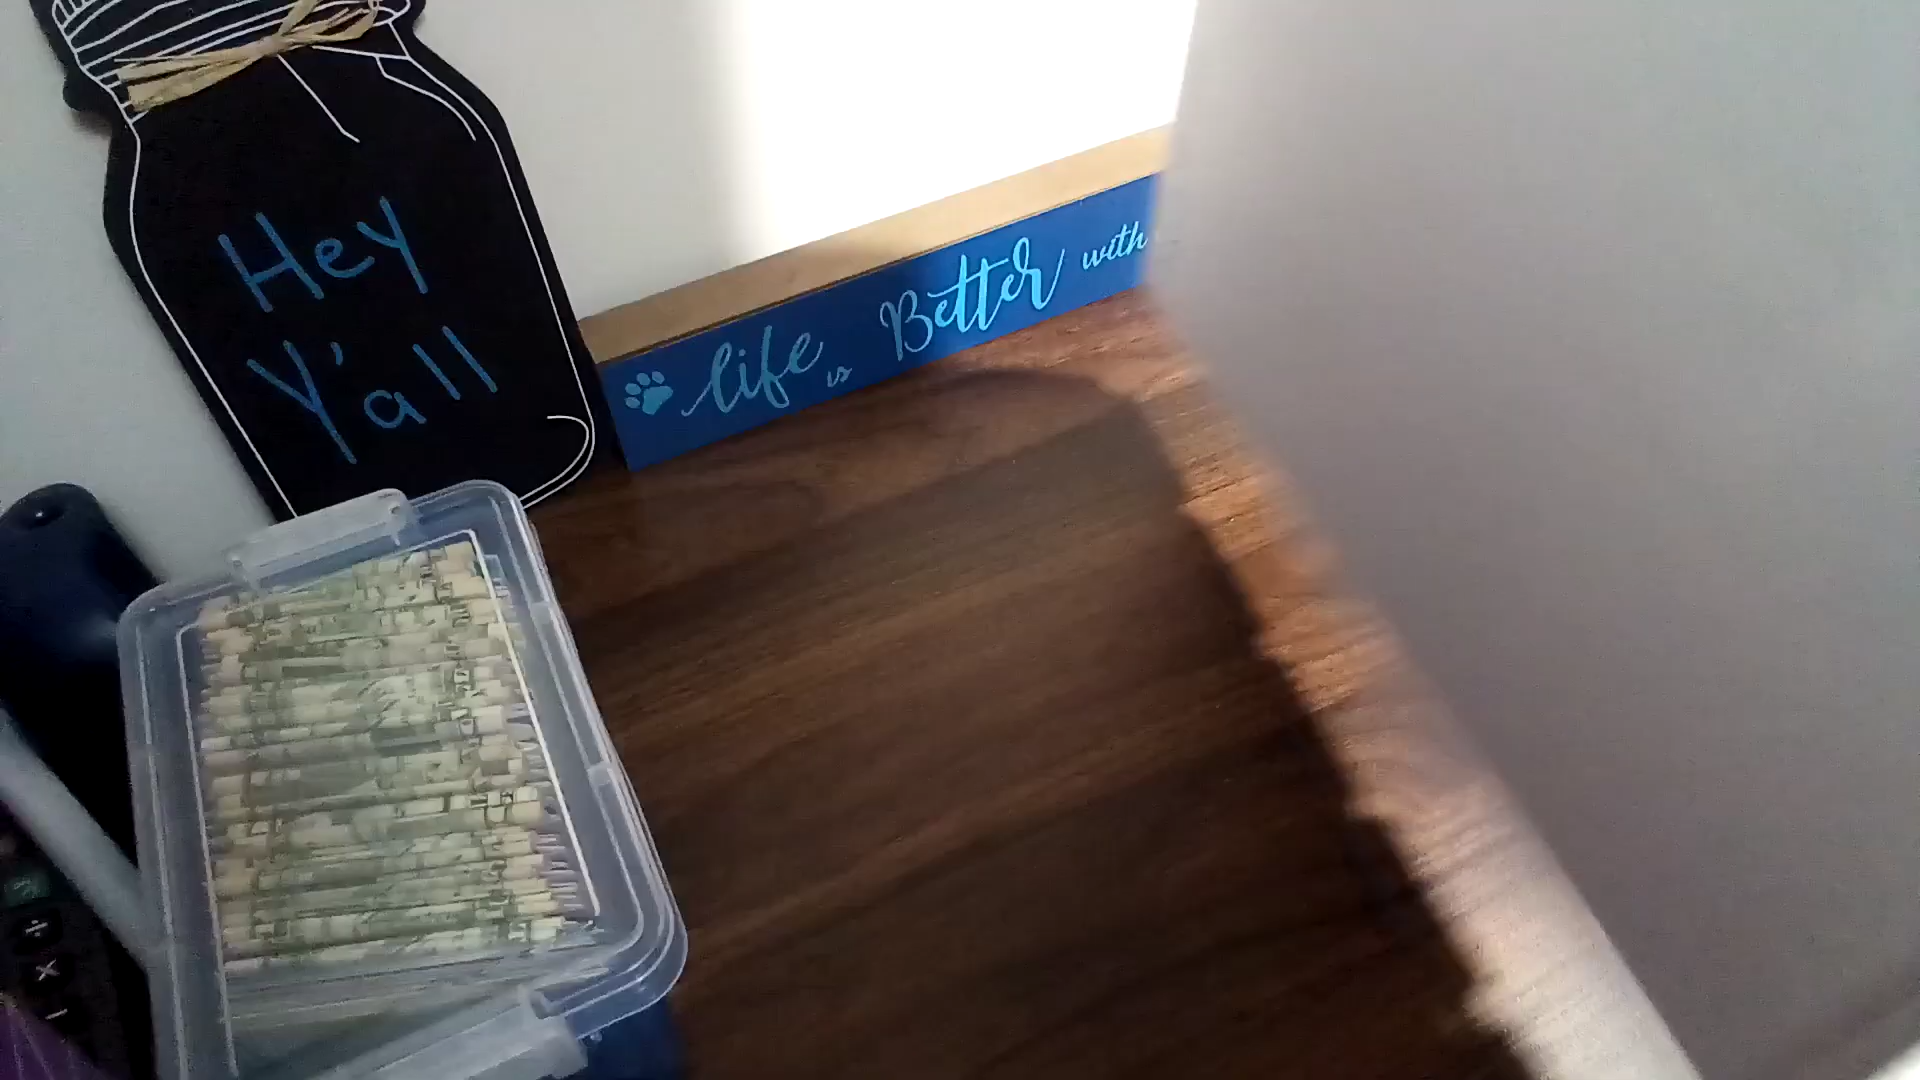 Hey
Y'all
life is Better with
÷
×